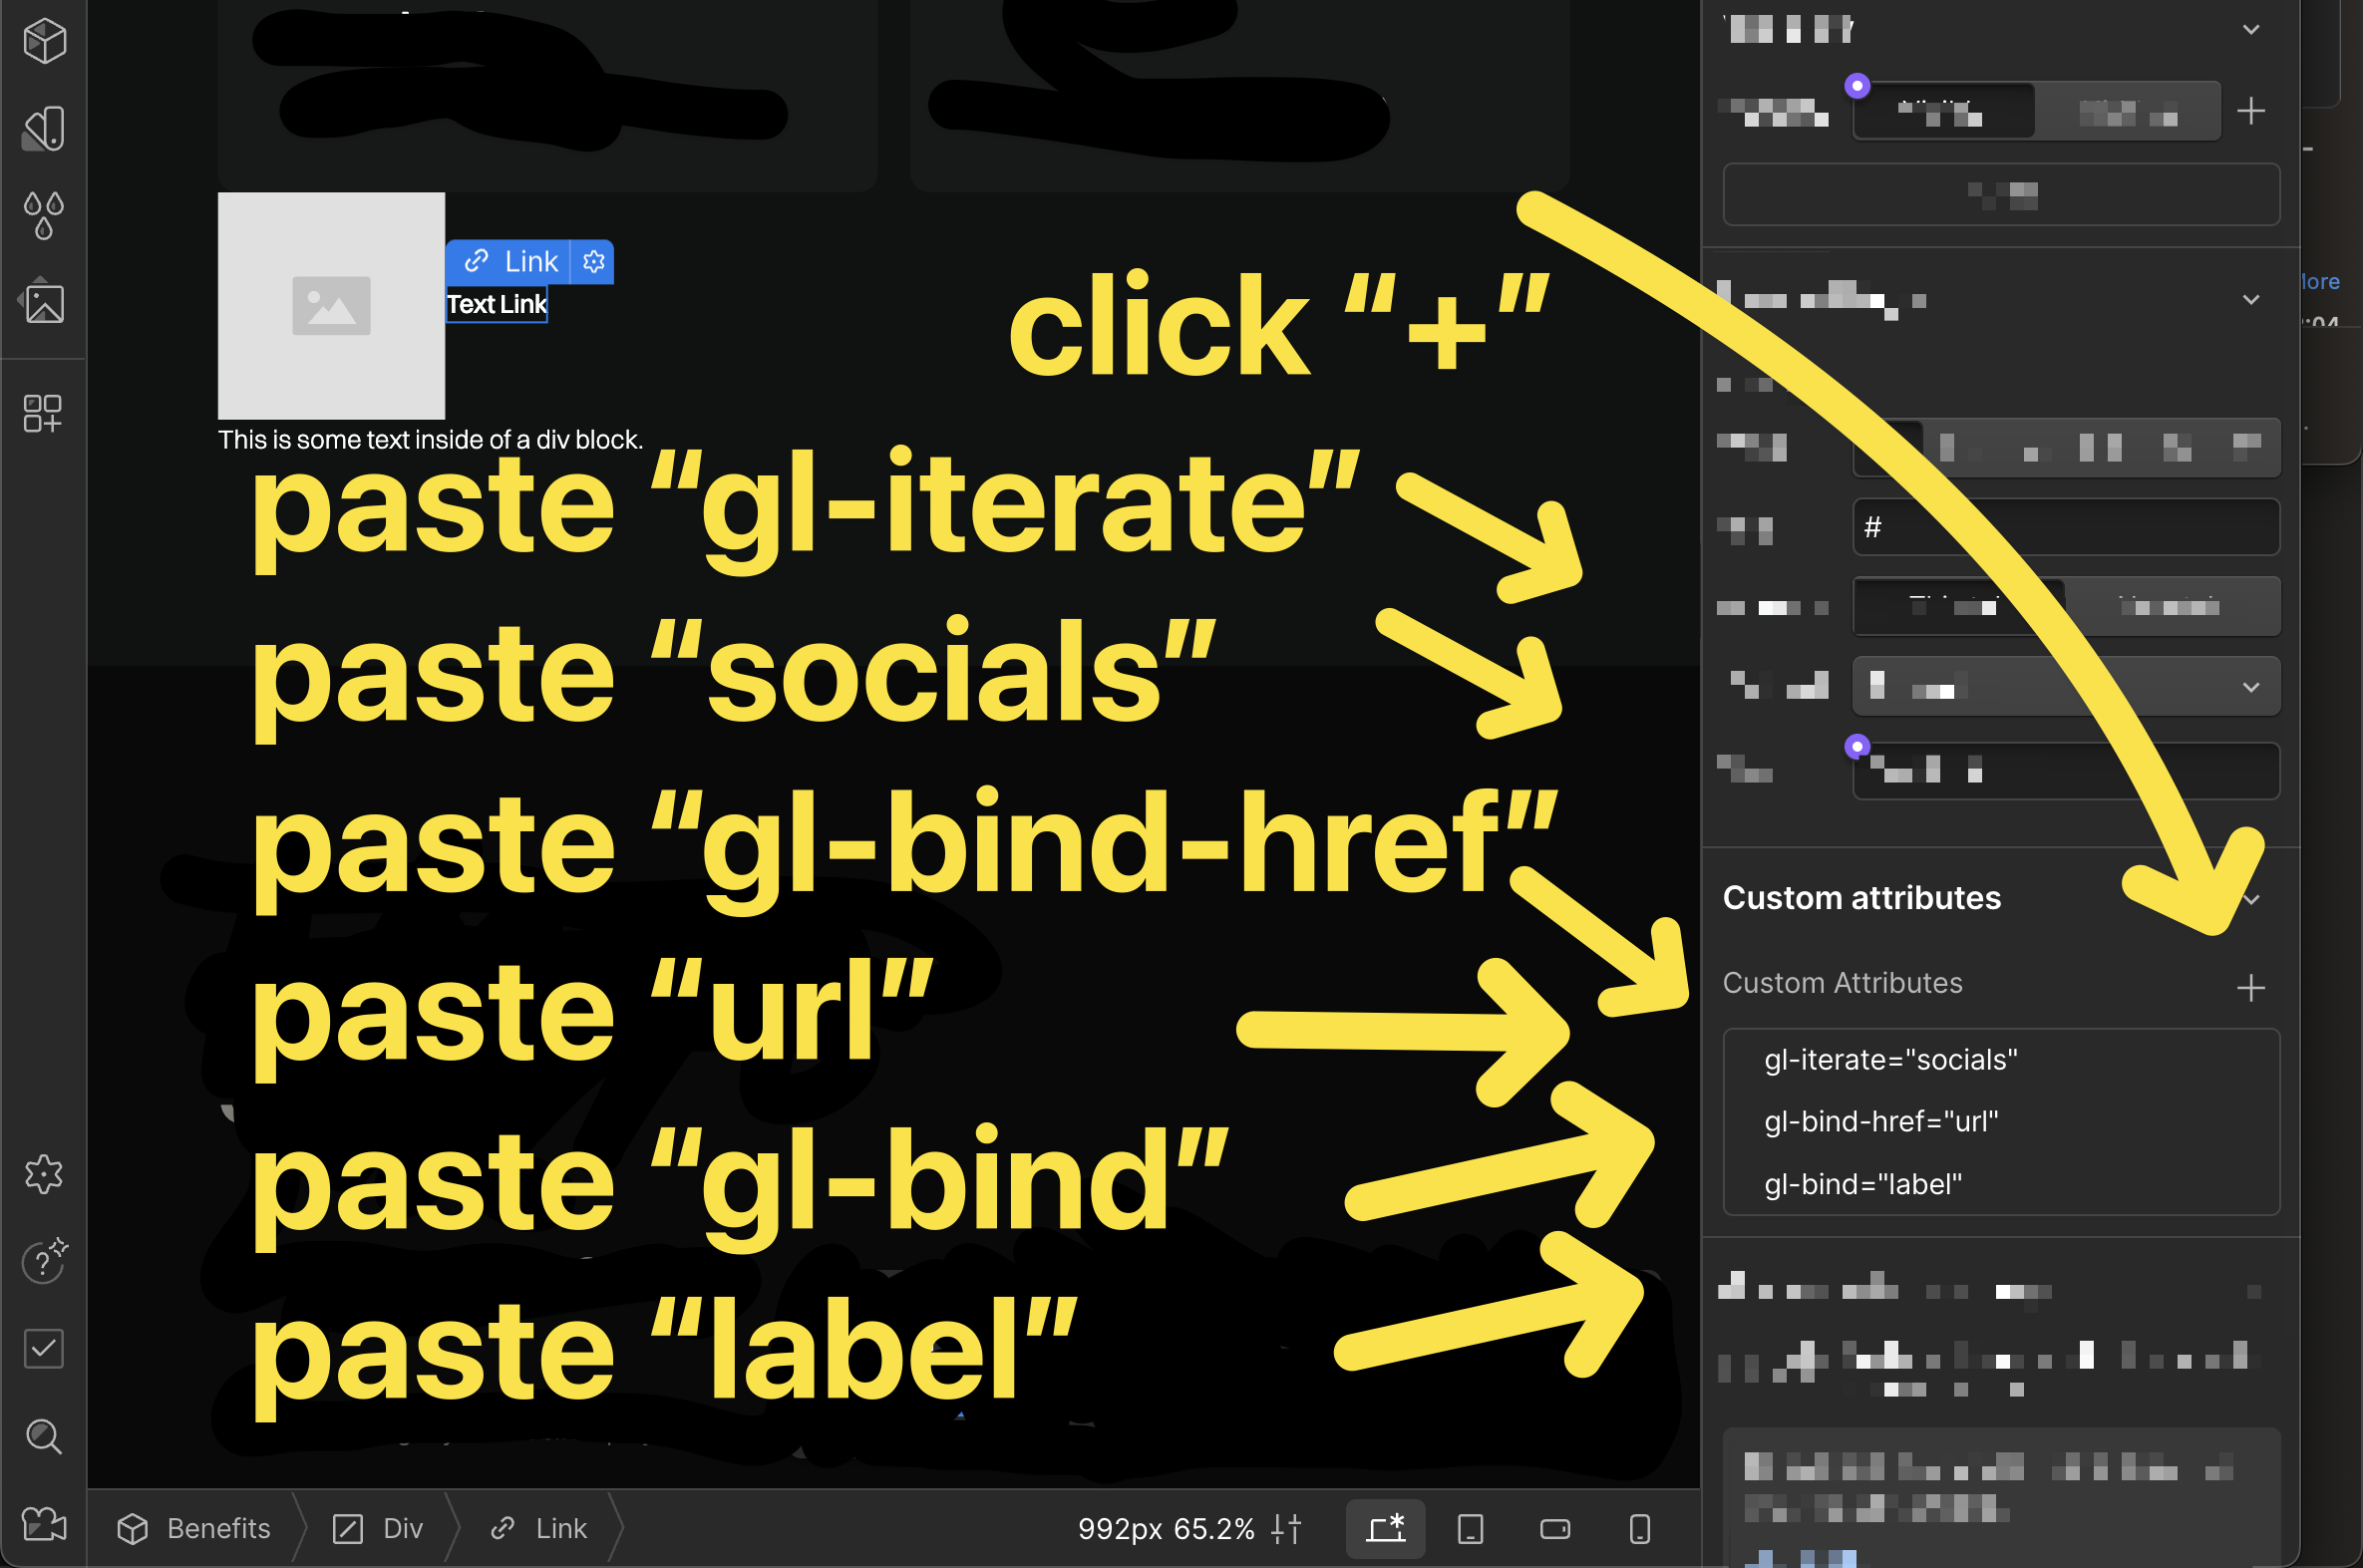 Link
Text Link
This is some text inside of a div block.
click “+”
paste “gl-iterate”
paste “socials”
paste “gl-bind-href”
paste “url”
paste “gl-bind”
paste “label”
#
Custom attributes
Custom Attributes
gl-iterate="socials"
gl-bind-href="url"
gl-bind="label"
Benefits
Div
Link
992px 65.2%